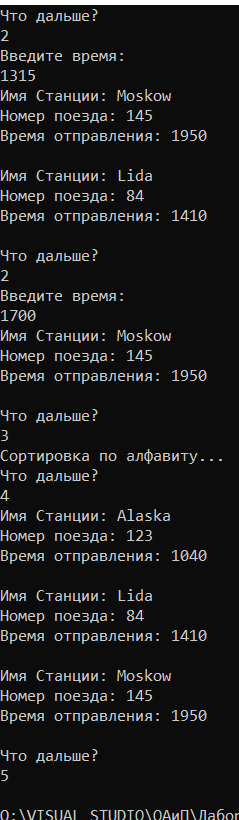 Что дальше?
2
Введите время:
1315
Имя Станции: Moskow
Номер поезда: 145
Время отправления: 1950
Имя Станции: Lida
Номер поезда: 84
Время отправления: 1410
Что дальше?
2
Введите время:
1700
Имя Станции: Moskow
Номер поезда: 145
Время отправления: 1950
Что дальше?
3
Сортировка по алфавиту...
Что дальше?
4
Имя Станции: Alaska
Номер поезда: 123
Время отправления: 1040
Имя Станции: Lida
Номер поезда: 84
Время отправления: 1410
Имя Станции: Moskow
Номер поезда: 145
Время отправления: 1950
Что дальше?
5
O:\VISUAL STUDIO\ОАиП\Лабор